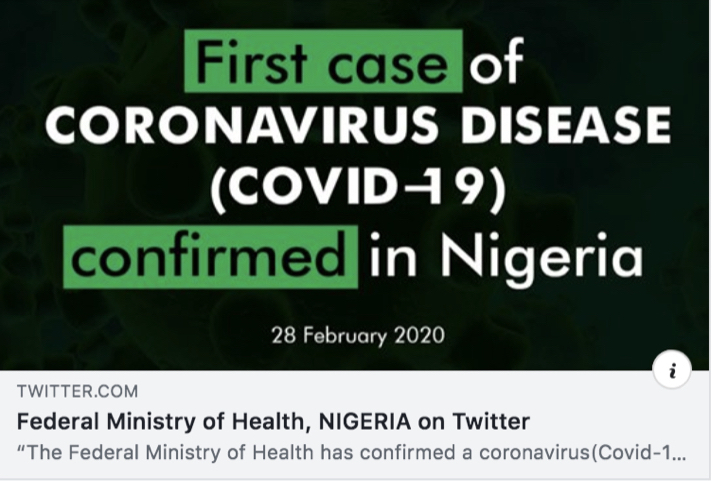 First case of
CORONAVIRUS DISEASE
(COVID-19)
confirmed in Nigeria
28 February 2020
i
TWITTER.COM
Federal Ministry of Health, NIGERIA on Twitter
“The Federal Ministry of Health has confirmed a coronavirus(Covid-1...